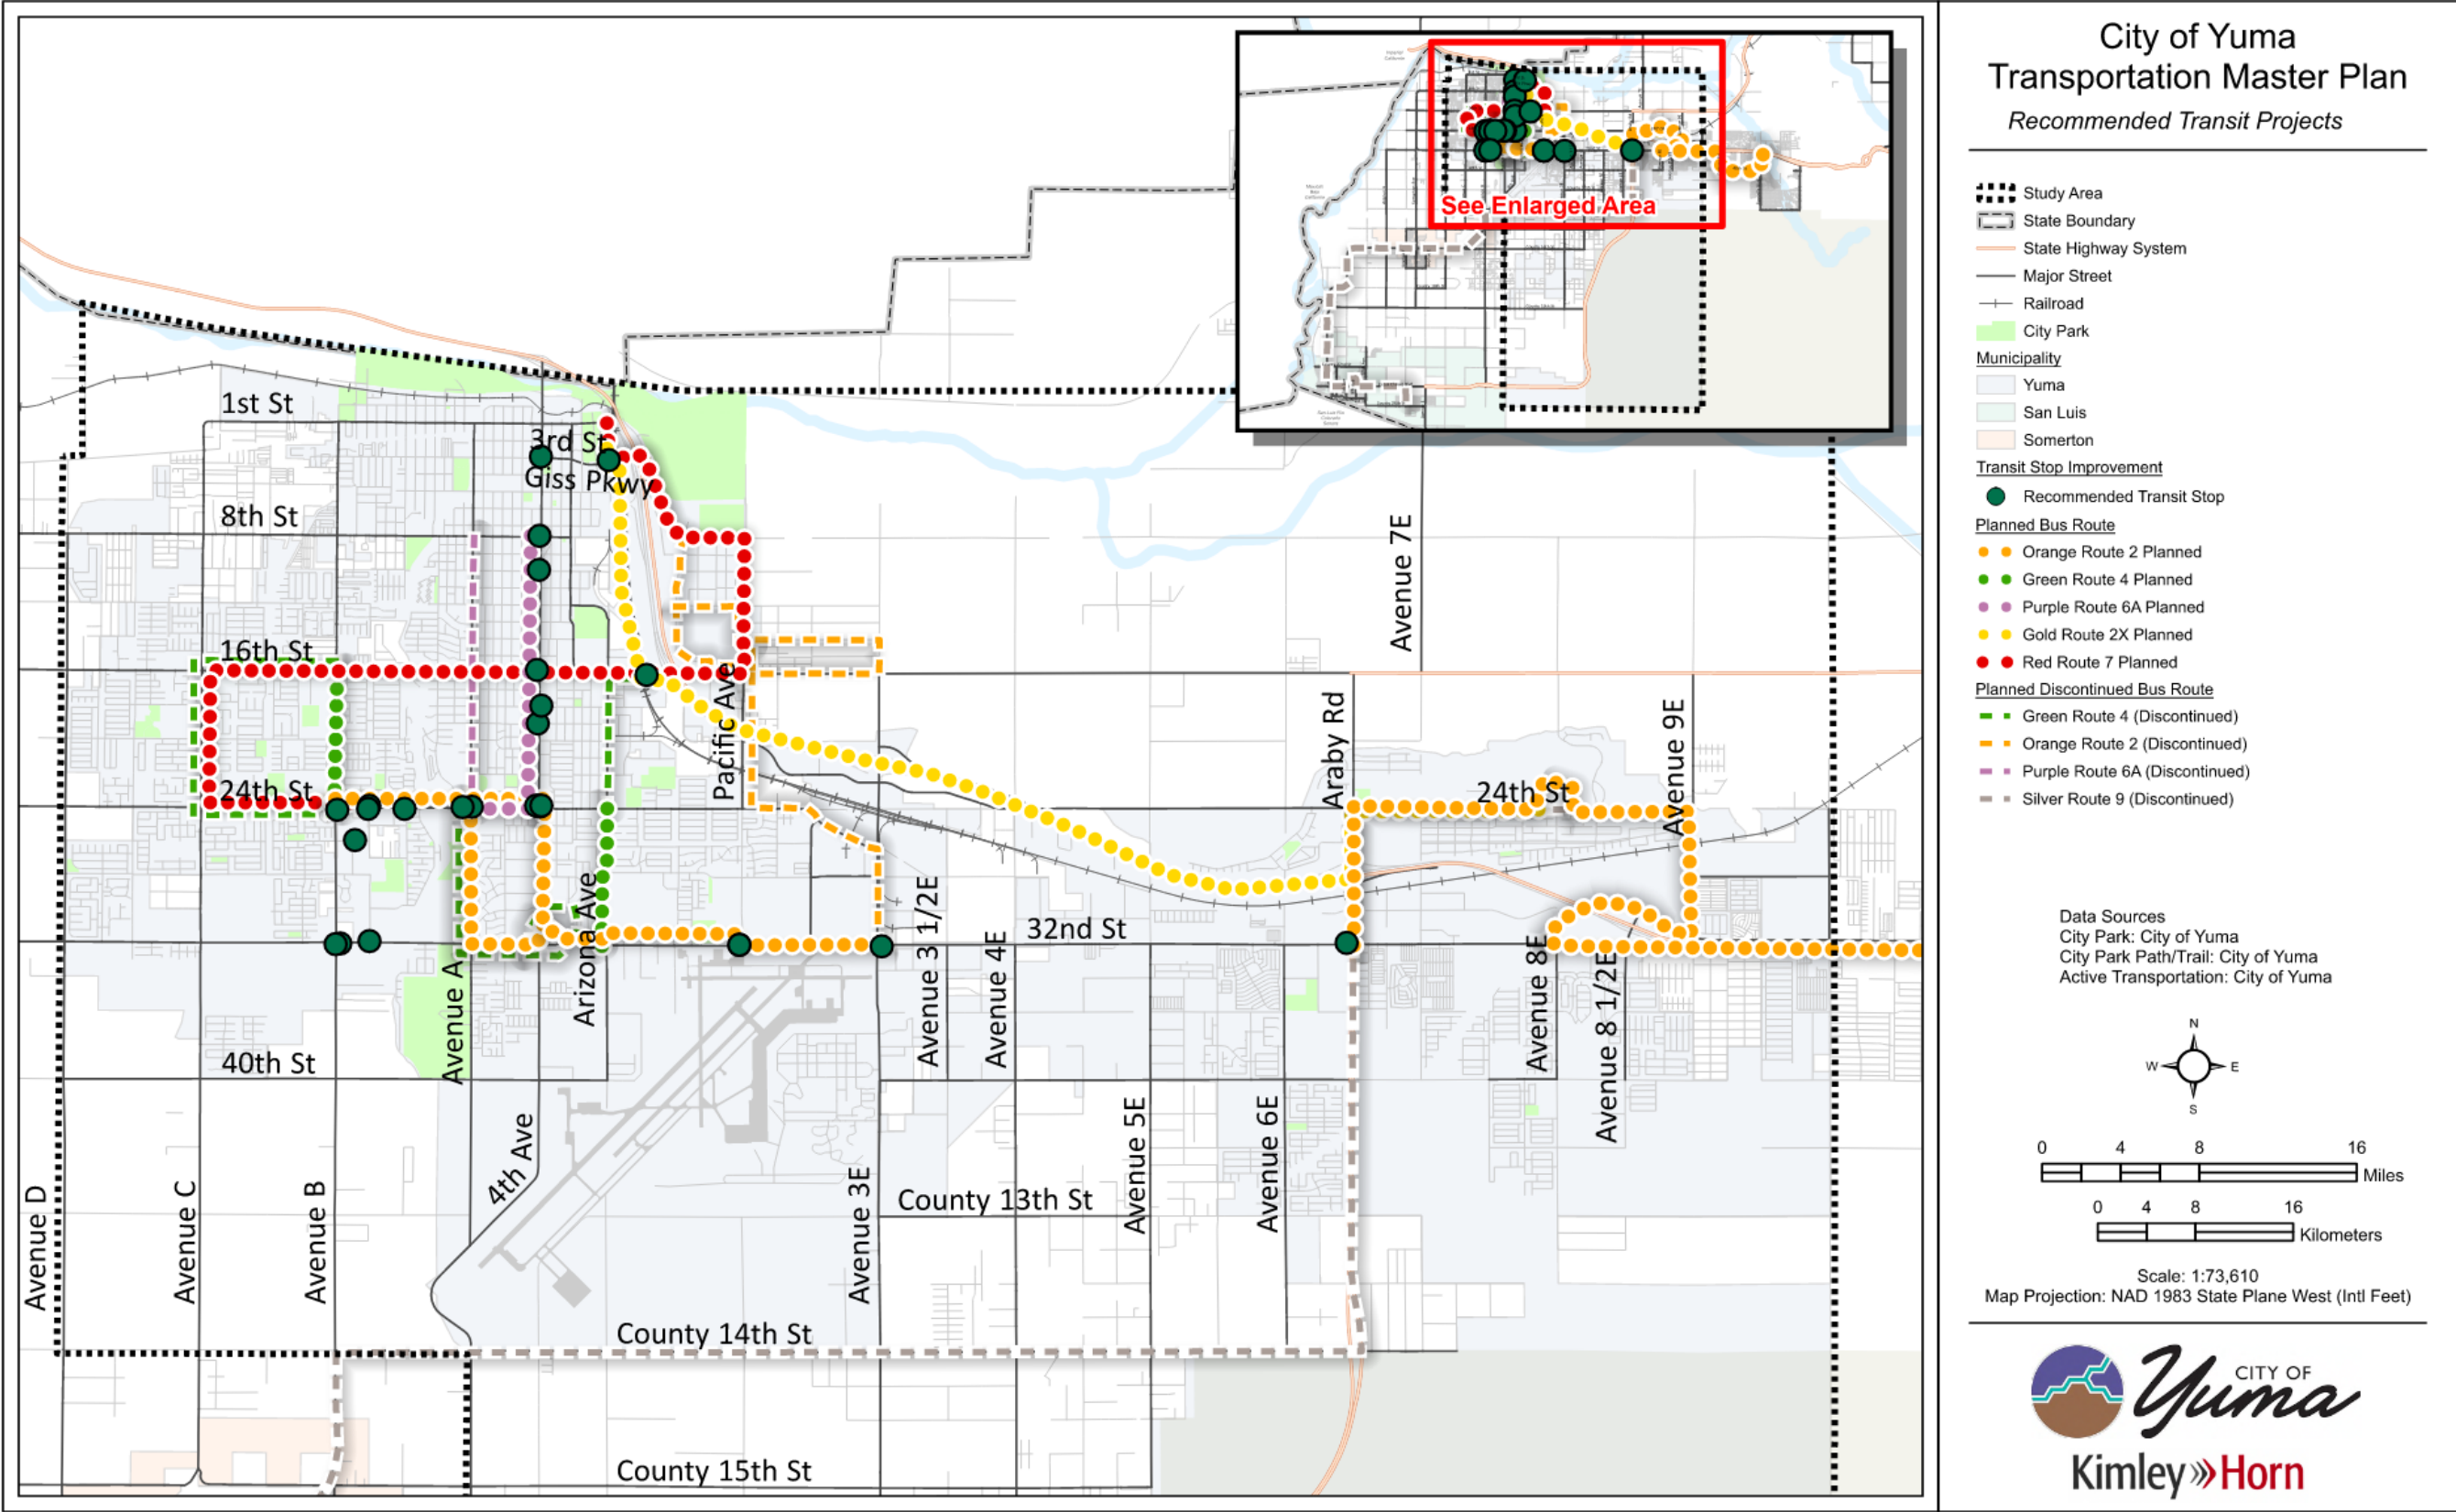 City of Yuma
Transportation Master Plan
Recommended Transit Projects
Study Area
State Boundary
State Highway System
Major Street
Railroad
City Park
Municipality
Yuma
San Luis
Somerton
Transit Stop Improvement
Recommended Transit Stop
Planned Bus Route
Orange Route 2 Planned
Green Route 4 Planned
Purple Route 6A Planned
Gold Route 2X Planned
Red Route 7 Planned
Planned Discontinued Bus Route
Green Route 4 (Discontinued)
Orange Route 2 (Discontinued)
Purple Route 6A (Discontinued)
Silver Route 9 (Discontinued)
Data Sources
City Park: City of Yuma
City Park Path/Trail: City of Yuma
Active Transportation: City of Yuma
N
W E
S
0 4 8 16
Miles
0 4 8 16
Kilometers
Scale: 1:73,610
Map Projection: NAD 1983 State Plane West (Intl Feet)
CITY OF
Yuma
Kimley»Horn
See Enlarged Area
1st St
3rd St
Giss Pkwy
8th St
16th St
24th St
24th St
32nd St
40th St
County 13th St
County 14th St
County 15th St
Avenue D
Avenue C
Avenue B
Avenue A
4th Ave
Arizona Ave
Pacific Ave
Avenue 3E
Avenue 3 1/2E
Avenue 4E
Avenue 5E
Avenue 6E
Araby Rd
Avenue 7E
Avenue 8E
Avenue 8 1/2E
Avenue 9E